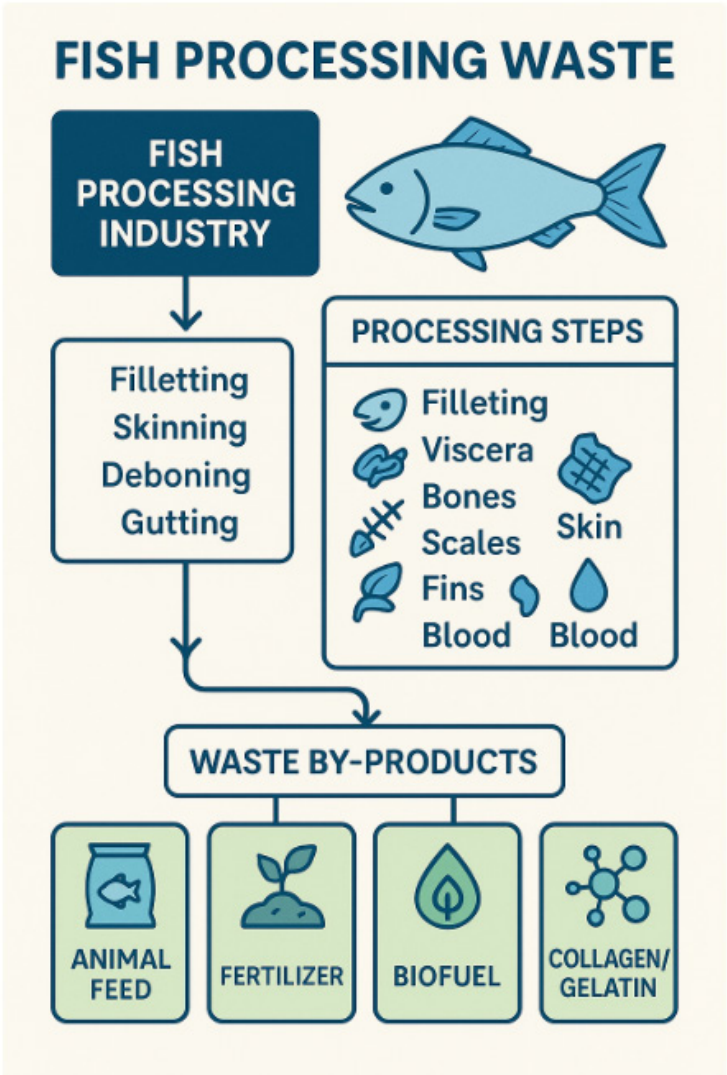 FISH PROCESSING WASTE
FISH
PROCESSING
INDUSTRY
Filletting
Skinning
Deboning
Gutting
PROCESSING STEPS
Filleting
Viscera
Bones
Scales
Fins
Blood
Skin
Blood
WASTE BY-PRODUCTS
ANIMAL
FEED
FERTILIZER
BIOFUEL
COLLAGEN/
GELATIN